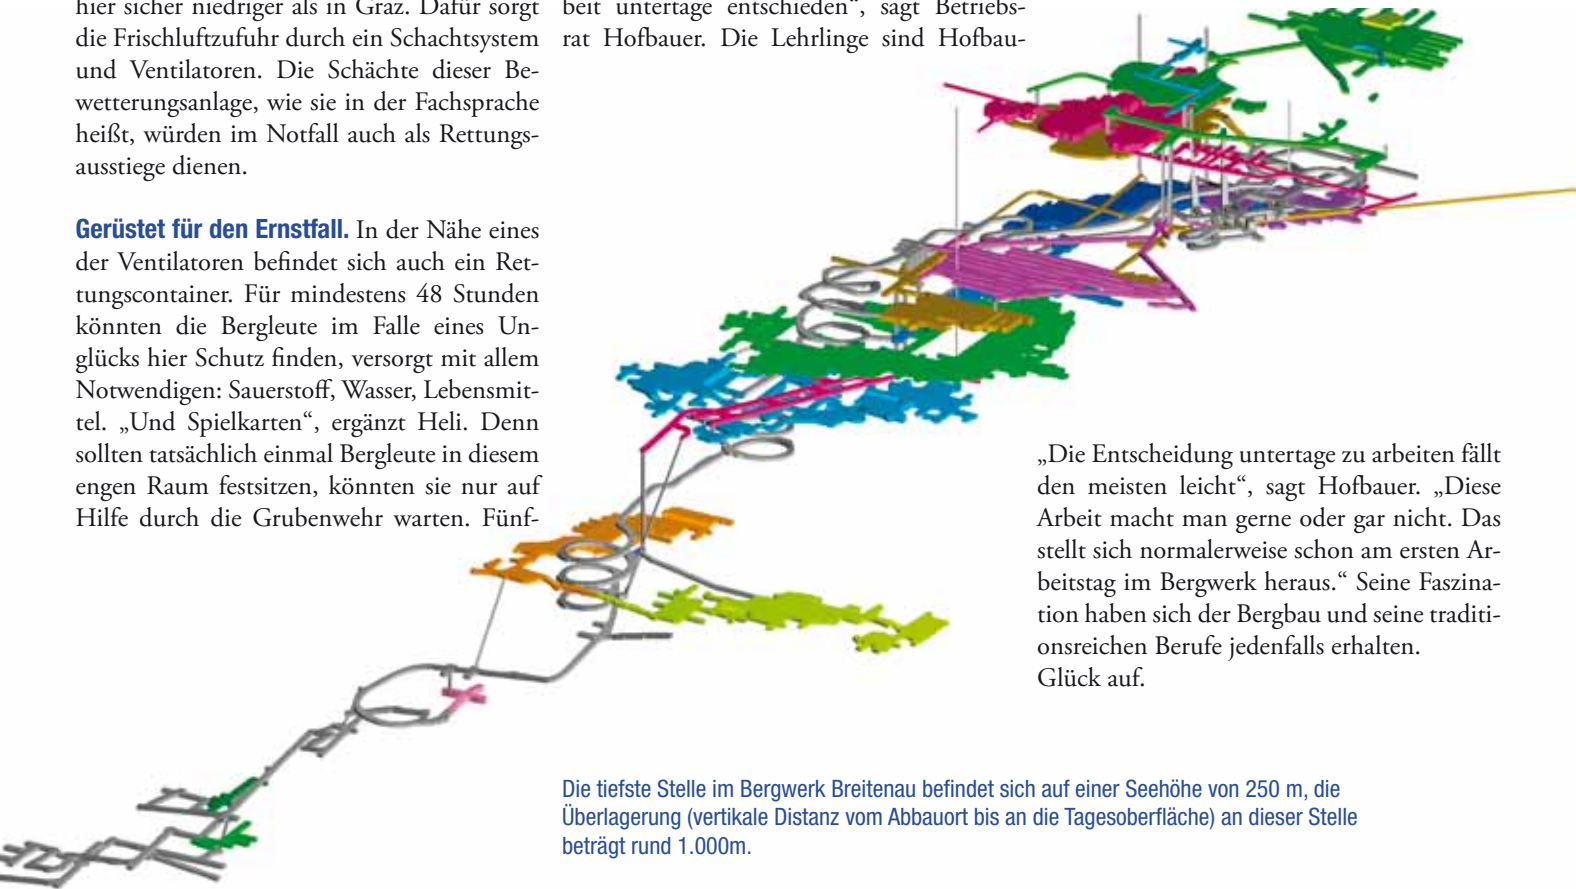 hier sicher niedriger als in Graz. Dafür sorgt
die Frischluftzufuhr durch ein Schachtsystem
und Ventilatoren. Die Schächte dieser Be-
wetterungsanlage, wie sie in der Fachsprache
heißt, würden im Notfall auch als Rettungs-
ausstiege dienen.
Gerüstet für den Ernstfall. In der Nähe eines
der Ventilatoren befindet sich auch ein Ret-
tungscontainer. Für mindestens 48 Stunden
könnten die Bergleute im Falle eines Un-
glücks hier Schutz finden, versorgt mit allem
Notwendigen: Sauerstoff, Wasser, Lebensmit-
tel. „Und Spielkarten“, ergänzt Heli. Denn
sollten tatsächlich einmal Bergleute in diesem
engen Raum festsitzen, könnten sie nur auf
Hilfe durch die Grubenwehr warten. Fünf-
beit untertage entschieden“, sagt Betriebs-
rat Hofbauer. Die Lehrlinge sind Hofbau-
„Die Entscheidung untertage zu arbeiten fällt
den meisten leicht“, sagt Hofbauer. „Diese
Arbeit macht man gerne oder gar nicht. Das
stellt sich normalerweise schon am ersten Ar-
beitstag im Bergwerk heraus.“ Seine Faszina-
tion haben sich der Bergbau und seine traditi-
onsreichen Berufe jedenfalls erhalten.
Glück auf.
Die tiefste Stelle im Bergwerk Breitenau befindet sich auf einer Seehöhe von 250 m, die
Überlagerung (vertikale Distanz vom Abbauort bis an die Tagesoberfläche) an dieser Stelle
beträgt rund 1.000m.